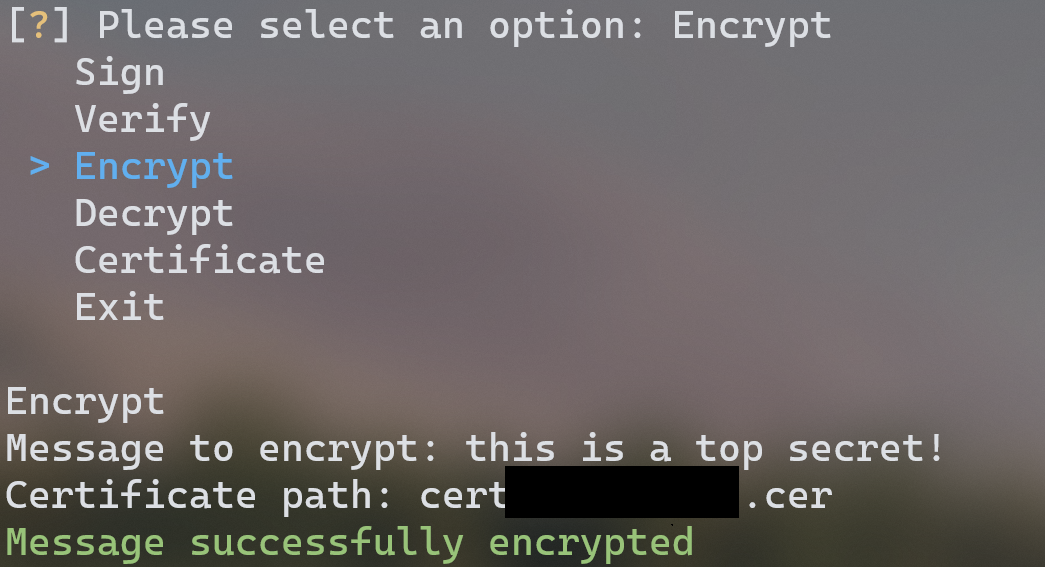 [?] Please select an option: Encrypt
Sign
Verify
> Encrypt
Decrypt
Certificate
Exit
Encrypt
Message to encrypt: this is a top secret!
Certificate path: cert .cer
Message successfully encrypted